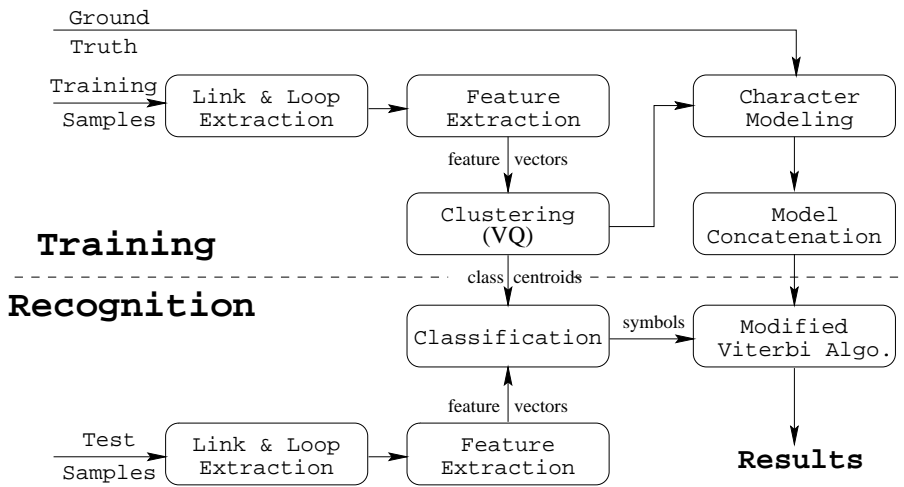 Ground
Truth
Training
Samples
Link & Loop
Extraction
Feature
Extraction
Character
Modeling
feature vectors
Clustering
(VQ)
Model
Concatenation
Training
class centroids
Recognition
Classification
symbols
Modified
Viterbi Algo.
feature vectors
Test
Samples
Link & Loop
Extraction
Feature
Extraction
Results